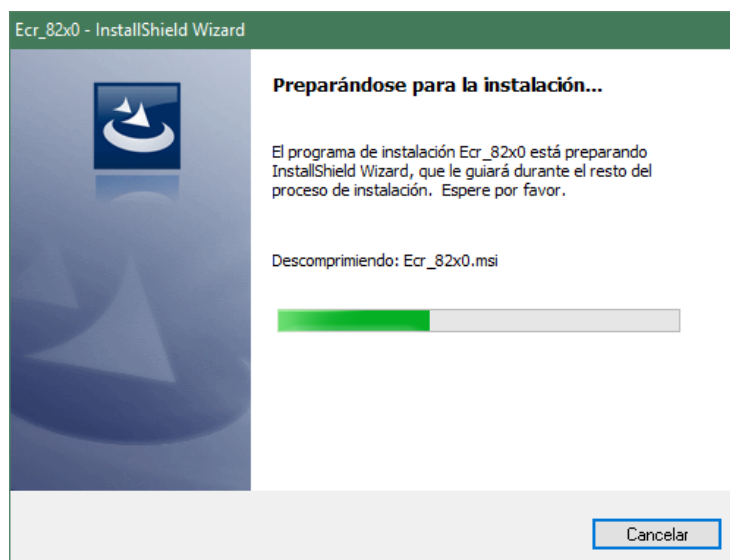 Ecr_82x0 - InstallShield Wizard
Preparándose para la instalación...
El programa de instalación Ecr_82x0 está preparando
InstallShield Wizard, que le guiará durante el resto del
proceso de instalación.  Espere por favor.
Descomprimiendo: Ecr_82x0.msi
Cancelar